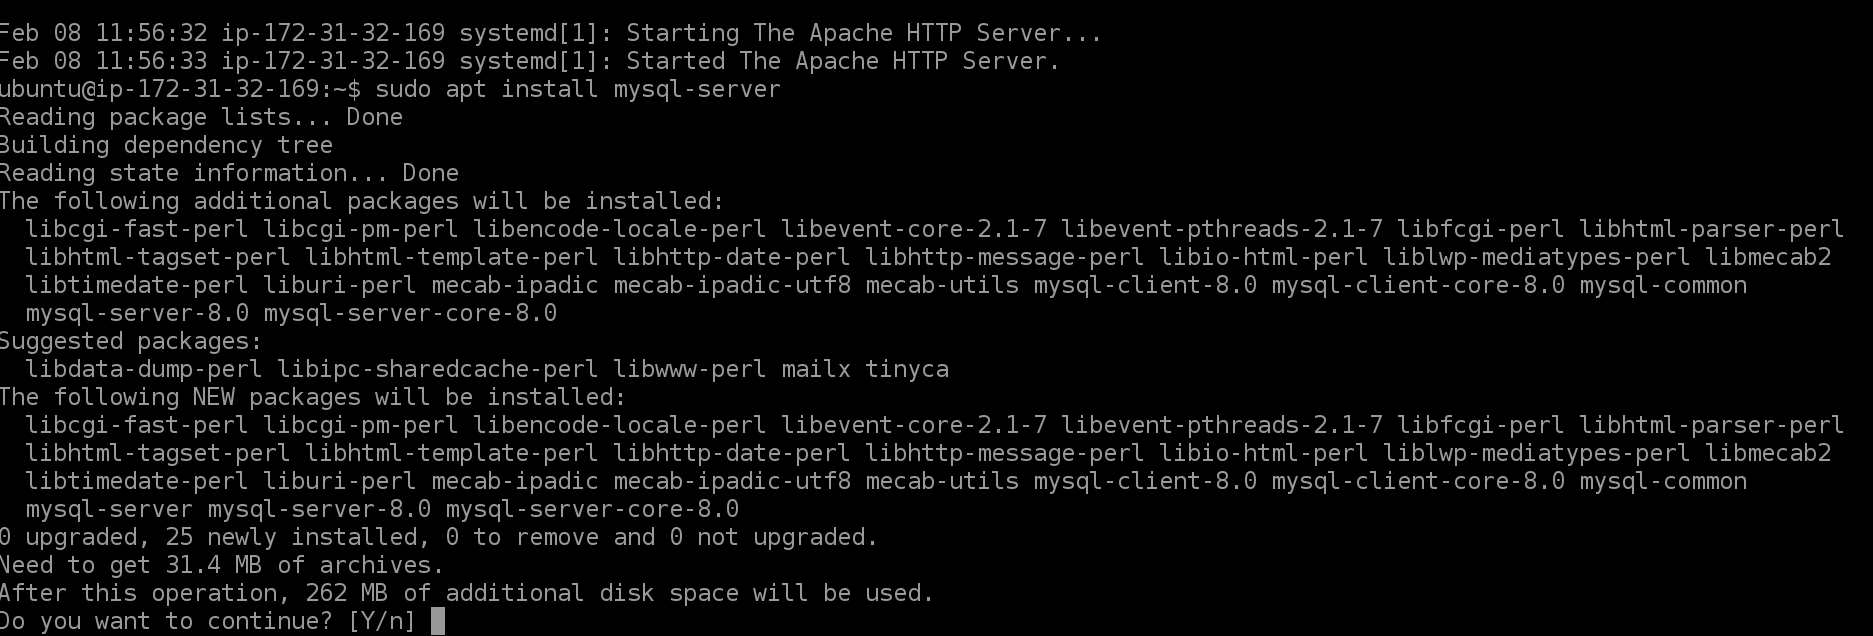 Feb 08 11:56:32 ip-172-31-32-169 systemd[1]: Starting The Apache HTTP Server...
Feb 08 11:56:33 ip-172-31-32-169 systemd[1]: Started The Apache HTTP Server.
ubuntu@ip-172-31-32-169:~$ sudo apt install mysql-server
Reading package lists... Done
Building dependency tree
Reading state information... Done
The following additional packages will be installed:
  libcgi-fast-perl libcgi-pm-perl libencode-locale-perl libevent-core-2.1-7 libevent-pthreads-2.1-7 libfcgi-perl libhtml-parser-perl
  libhtml-tagset-perl libhtml-template-perl libhttp-date-perl libhttp-message-perl libio-html-perl liblwp-mediatypes-perl libmecab2
  libtimedate-perl liburi-perl mecab-ipadic mecab-ipadic-utf8 mecab-utils mysql-client-8.0 mysql-client-core-8.0 mysql-common
  mysql-server-8.0 mysql-server-core-8.0
Suggested packages:
  libdata-dump-perl libipc-sharedcache-perl libwww-perl mailx tinyca
The following NEW packages will be installed:
  libcgi-fast-perl libcgi-pm-perl libencode-locale-perl libevent-core-2.1-7 libevent-pthreads-2.1-7 libfcgi-perl libhtml-parser-perl
  libhtml-tagset-perl libhtml-template-perl libhttp-date-perl libhttp-message-perl libio-html-perl liblwp-mediatypes-perl libmecab2
  libtimedate-perl liburi-perl mecab-ipadic mecab-ipadic-utf8 mecab-utils mysql-client-8.0 mysql-client-core-8.0 mysql-common
  mysql-server mysql-server-8.0 mysql-server-core-8.0
0 upgraded, 25 newly installed, 0 to remove and 0 not upgraded.
Need to get 31.4 MB of archives.
After this operation, 262 MB of additional disk space will be used.
Do you want to continue? [Y/n]